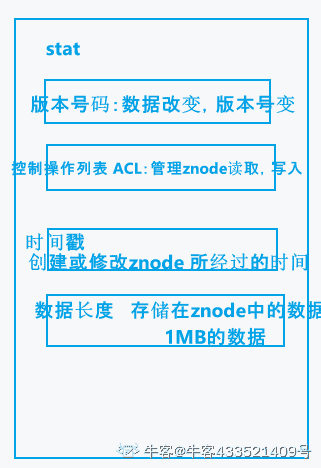 stat
版本号码：数据改变，版本号变
控制操作列表 ACL：管理znode读取，写入
时间戳
创建或修改znode 所经过的时间
数据长度 存储在znode中的数据
1MB的数据
牛客@牛客433521409号